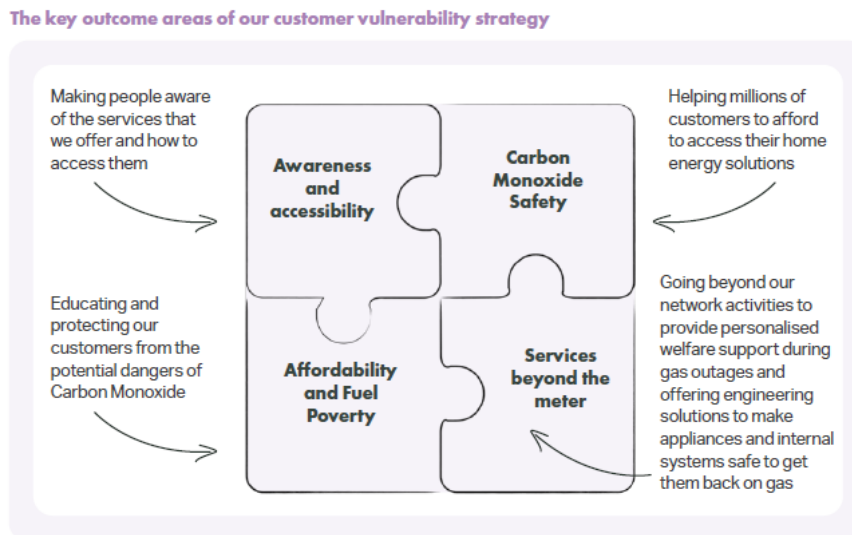 The key outcome areas of our customer vulnerability strategy
Making people aware
of the services that
we offer and how to
access them
Awareness
and
accessibility
Carbon
Monoxide
Safety
Helping millions of
customers to afford
to access their home
energy solutions
Educating and
protecting our
customers from the
potential dangers of
Carbon Monoxide
Affordability
and Fuel
Poverty
Services
beyond the
meter
Going beyond our
network activities to
provide personalised
welfare support during
gas outages and
offering engineering
solutions to make
appliances and internal
systems safe to get
them back on gas